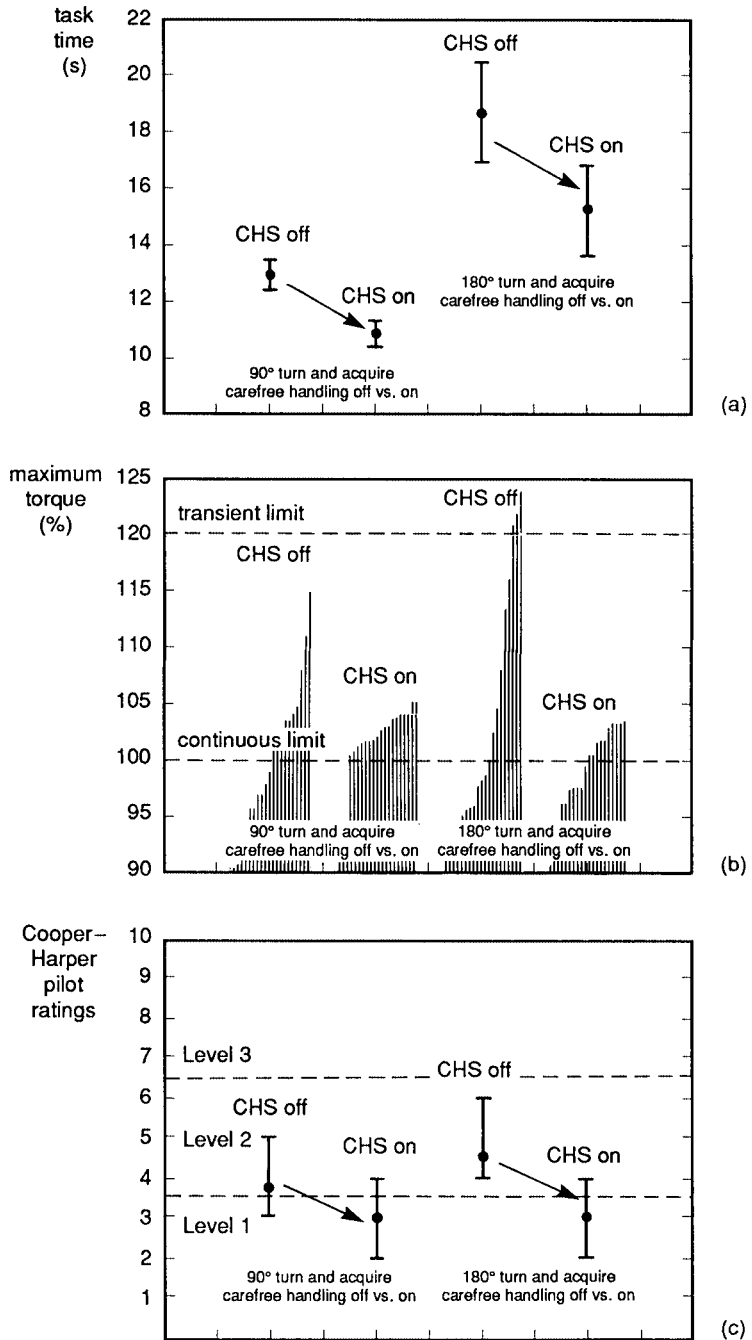 task
time
(s)
22
20
18
16
14
12
10
8
CHS off
CHS on
CHS off
CHS on
180° turn and acquire
carefree handling off vs. on
90° turn and acquire
carefree handling off vs. on
(a)
maximum
torque
(%)
125
120
115
110
105
100
95
90
transient limit
CHS off
CHS off
CHS on
CHS on
continuous limit
90° turn and acquire
carefree handling off vs. on
180° turn and acquire
carefree handling off vs. on
(b)
Cooper–
Harper
pilot
ratings
10
9
8
7
6
5
4
3
2
1
Level 3
CHS off
CHS off
Level 2
CHS on
CHS on
Level 1
90° turn and acquire
carefree handling off vs. on
180° turn and acquire
carefree handling off vs. on
(c)